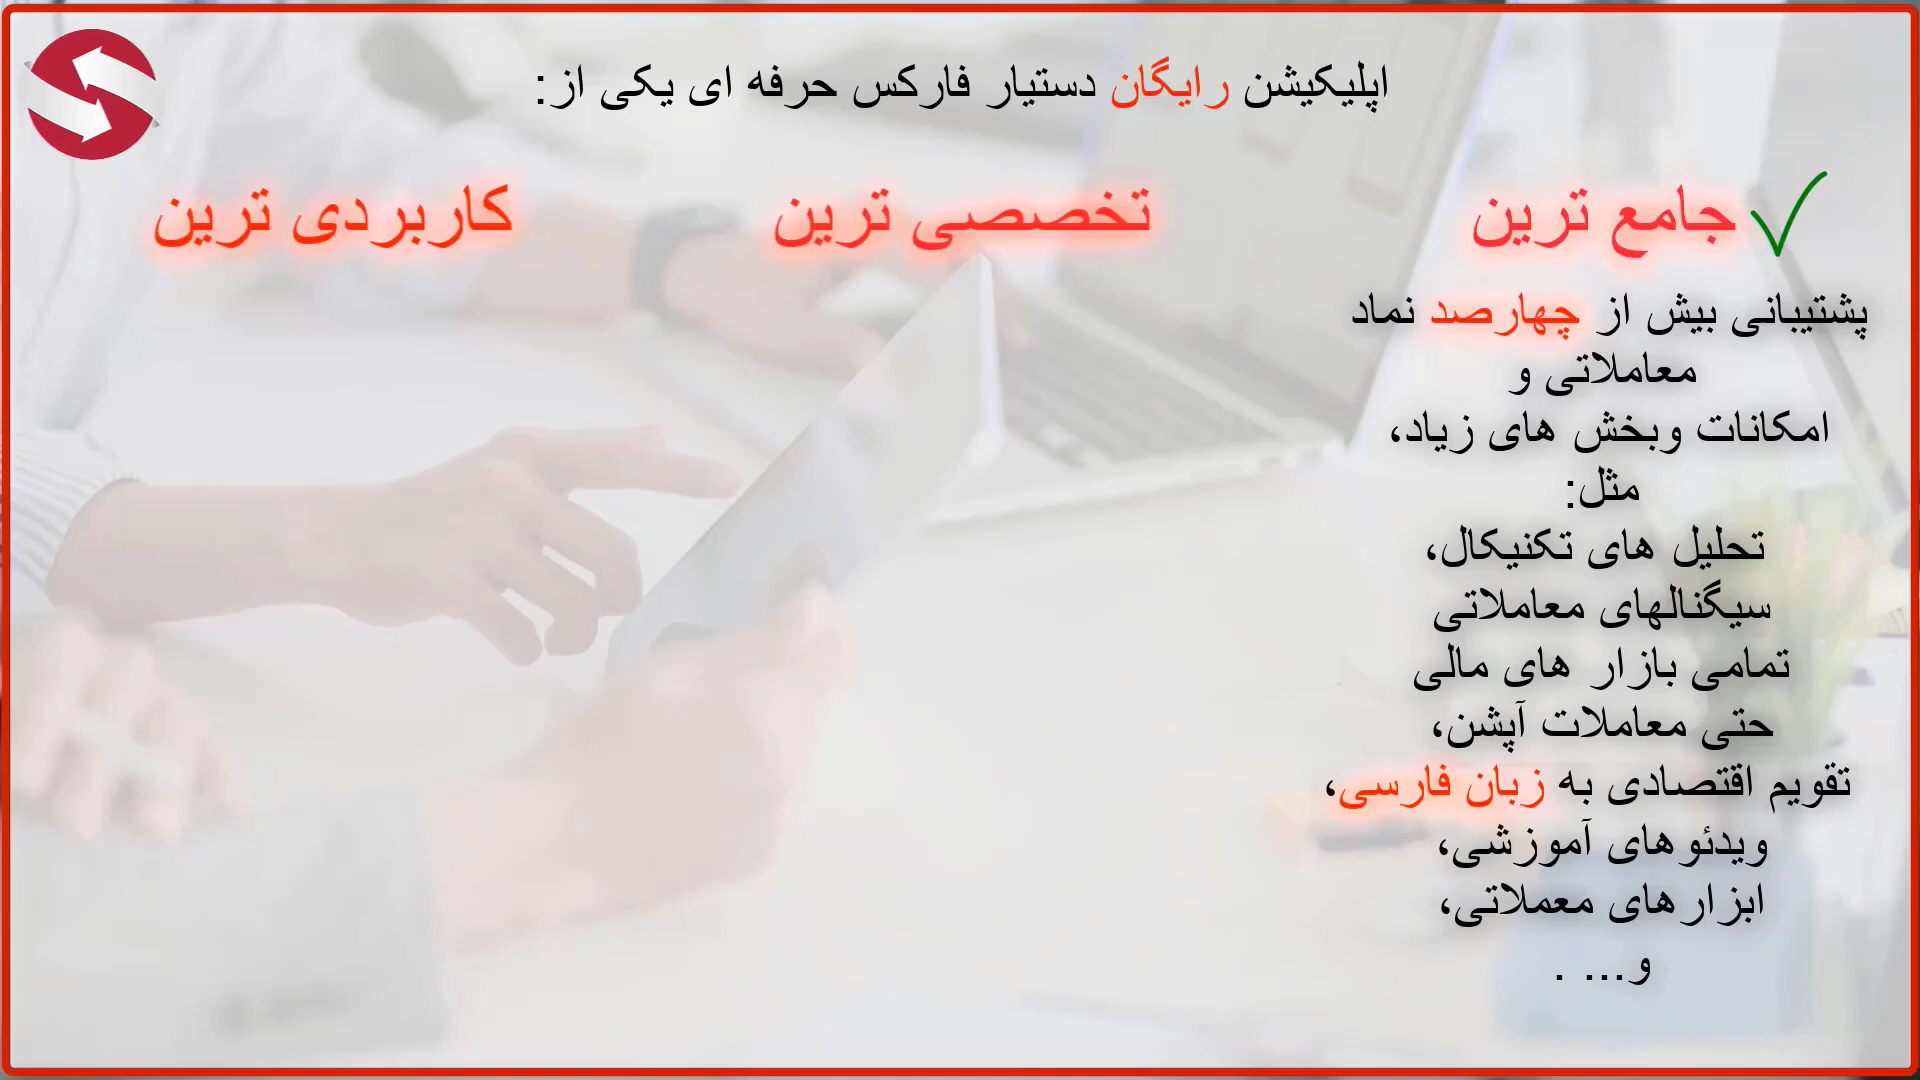 اپلیکیشن رایگان دستیار فارکس حرفه ای یکی از:
جامع ترین
تخصصی ترین
کاربردی ترین
پشتیبانی بیش از چهارصد نماد
معاملاتی و
امکانات وبخش های زیاد،
مثل:
تحلیل های تکنیکال،
سیگنالهای معاملاتی
تمامی بازار های مالی
حتی معاملات آپشن،
تقویم اقتصادی به زبان فارسی،
ویدئوهای آموزشی،
ابزارهای معملاتی،
و... .